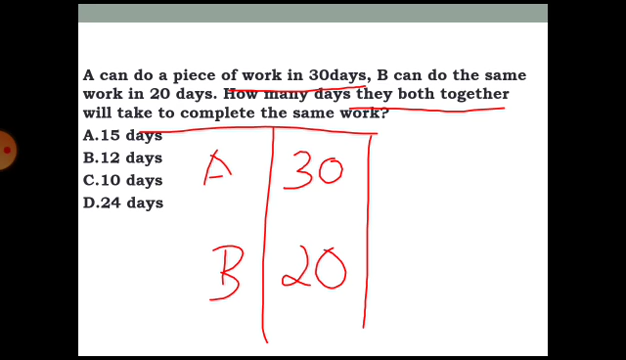 A can do a piece of work in 30days, B can do the same
work in 20 days. How many days they both together
will take to complete the same work?
A.15 days
B.12 days
C.10 days
D.24 days
A 30
B 20